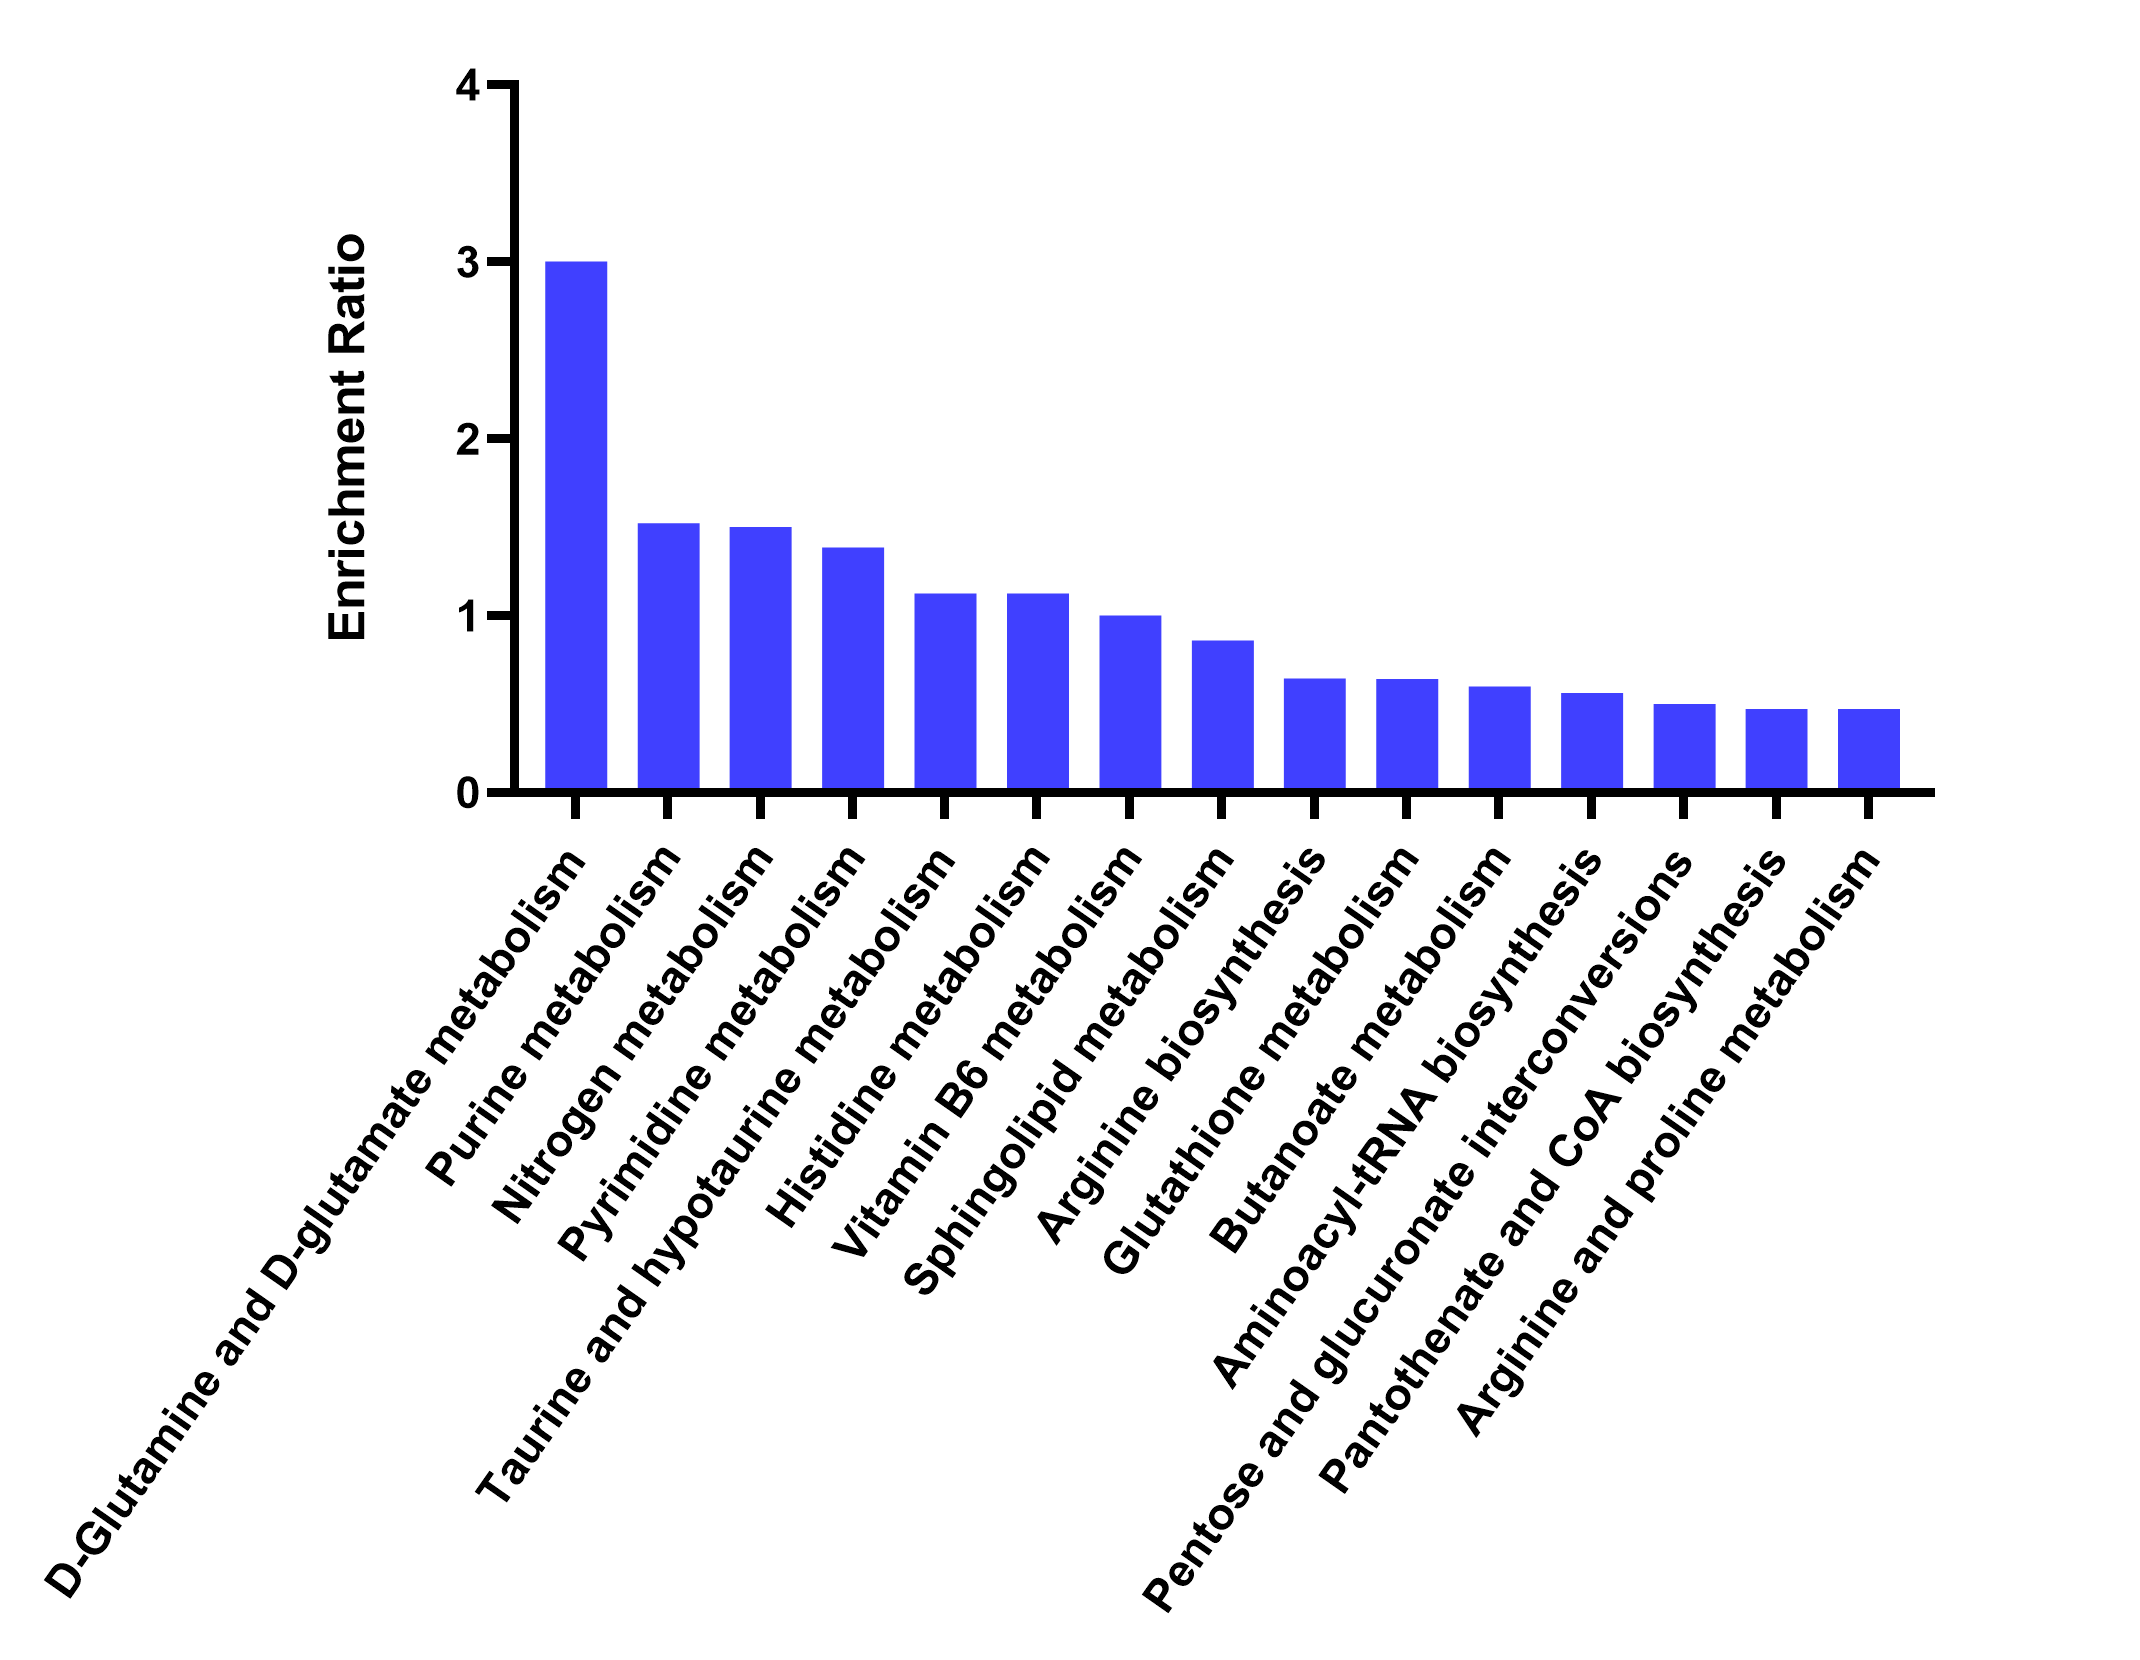 Enrichment Ratio
4
3
2
1
0
D-Glutamine and D-glutamate metabolism
Purine metabolism
Nitrogen metabolism
Pyrimidine metabolism
Taurine and hypotaurine metabolism
Histidine metabolism
Vitamin B6 metabolism
Sphingolipid metabolism
Arginine biosynthesis
Glutathione metabolism
Butanoate metabolism
Aminoacyl-tRNA biosynthesis
Pentose and glucuronate interconversions
Pantothenate and CoA biosynthesis
Arginine and proline metabolism